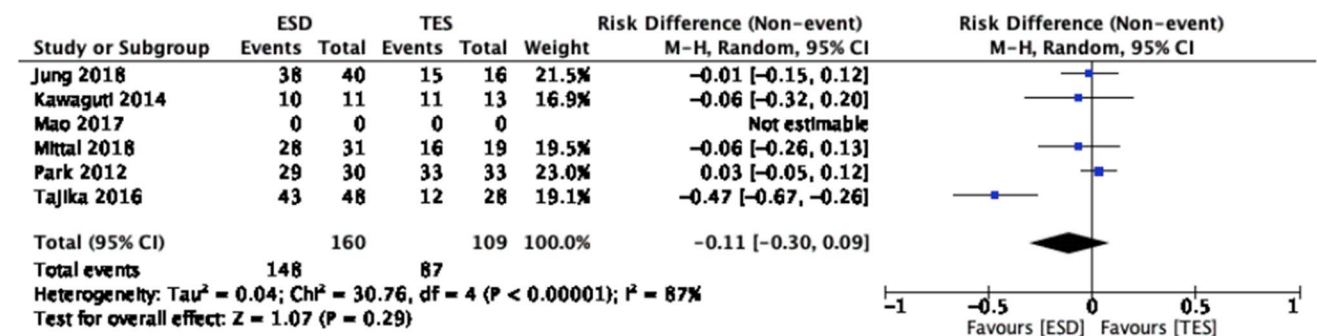 ESD TES Risk Difference (Non-event) Risk Difference (Non-event)
Study or Subgroup Events Total Events Total Weight M-H, Random, 95% CI M-H, Random, 95% CI
Jung 2018 38 40 15 16 21.5% −0.01 [−0.15, 0.12]
Kawaguti 2014 10 11 11 13 16.9% −0.06 [−0.32, 0.20]
Mao 2017 0 0 0 0 Not estimable
Mittal 2018 28 31 16 19 19.5% −0.06 [−0.26, 0.13]
Park 2012 29 30 33 33 23.0% 0.03 [−0.05, 0.12]
Tajika 2016 43 48 12 28 19.1% −0.47 [−0.67, −0.26]
Total (95% CI) 160 109 100.0% −0.11 [−0.30, 0.09]
Total events 148 87
Heterogeneity: Tau² = 0.04; Chi² = 30.76, df = 4 (P < 0.00001); I² = 87%
Test for overall effect: Z = 1.07 (P = 0.29)
−1 −0.5 0 0.5 1
Favours [ESD] Favours [TES]